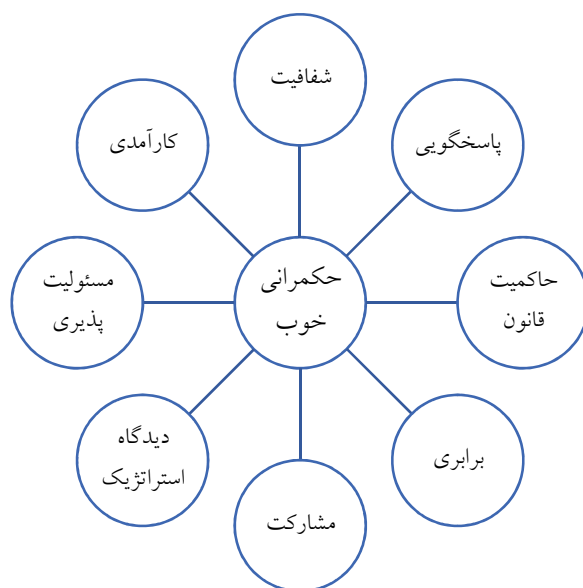 شفافیت
کارآمدی
پاسخگویی
حکمرانی
خوب
مسئولیت
پذیری
حاکمیت
قانون
دیدگاه
استراتژیک
برابری
مشارکت